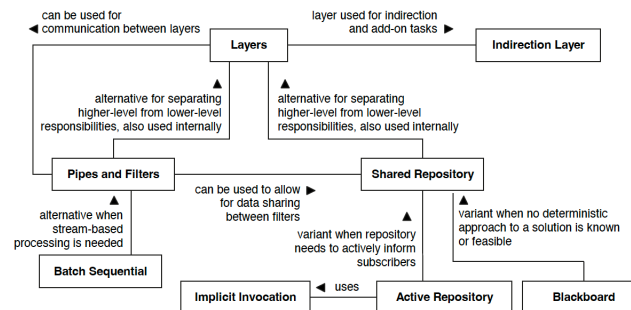 can be used for
communication between layers
layer used for indirection
and add-on tasks
Layers
Indirection Layer
alternative for separating
higher-level from lower-level
responsibilities, also used internally
alternative for separating
higher-level from lower-level
responsibilities, also used internally
Pipes and Filters
Shared Repository
can be used to allow
for data sharing
between filters
alternative when
stream-based
processing is needed
variant when repository
needs to actively inform
subscribers
variant when no deterministic
approach to a solution is known
or feasible
Batch Sequential
uses
Implicit Invocation
Active Repository
Blackboard